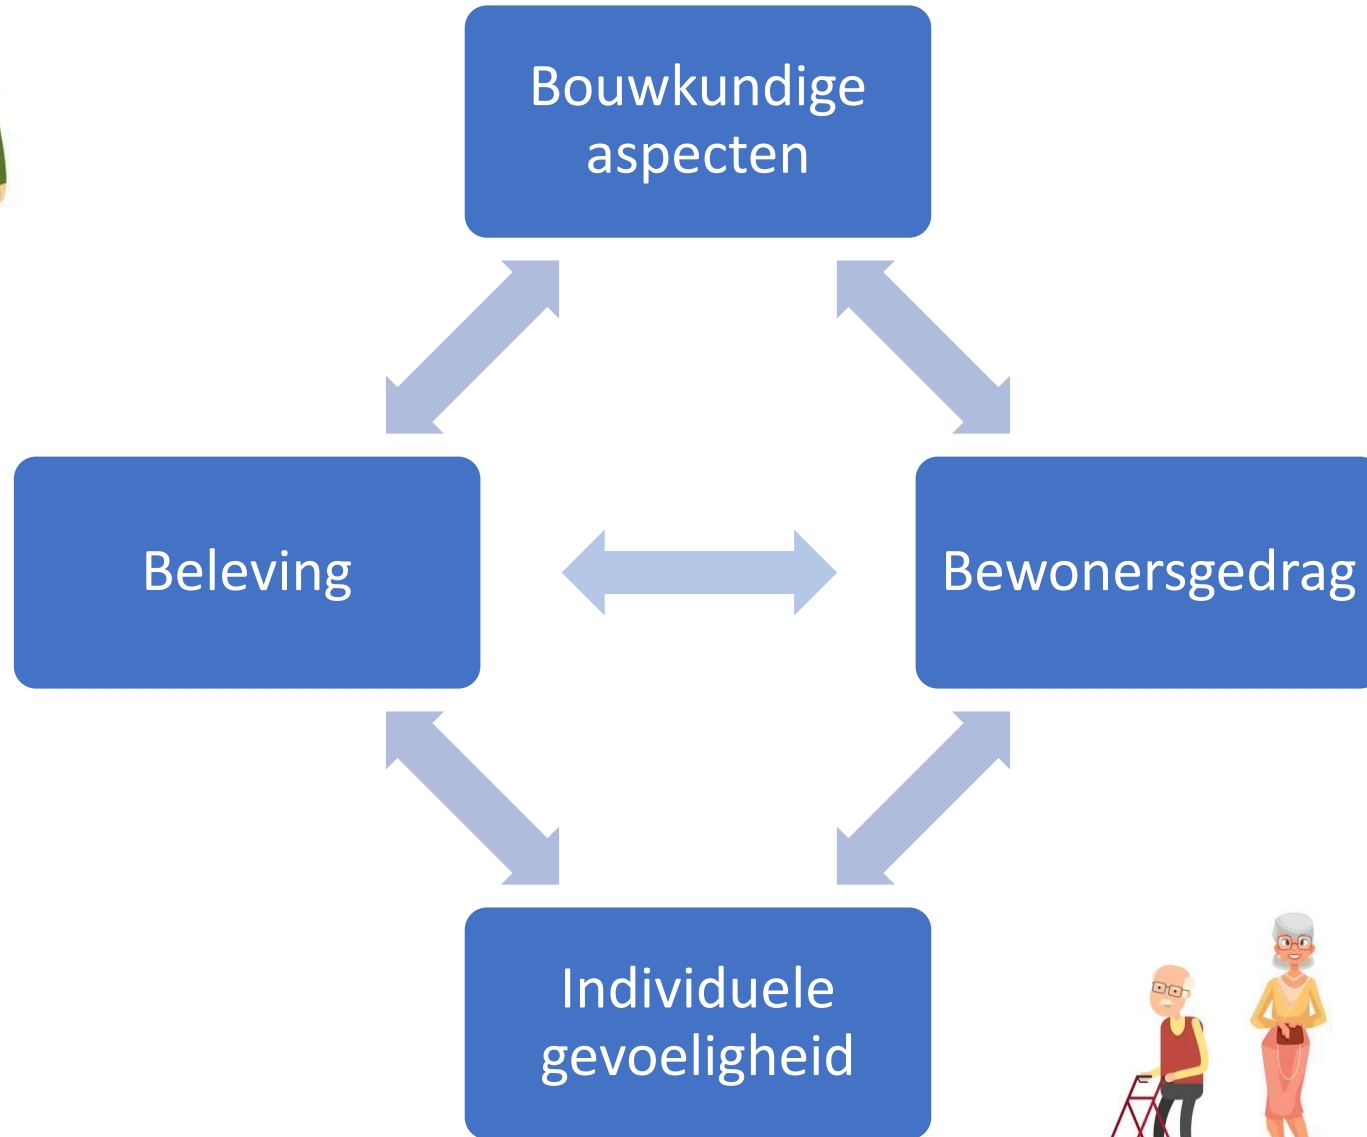 Bouwkundige
aspecten
Beleving
Bewonersgedrag
Individuele
gevoeligheid